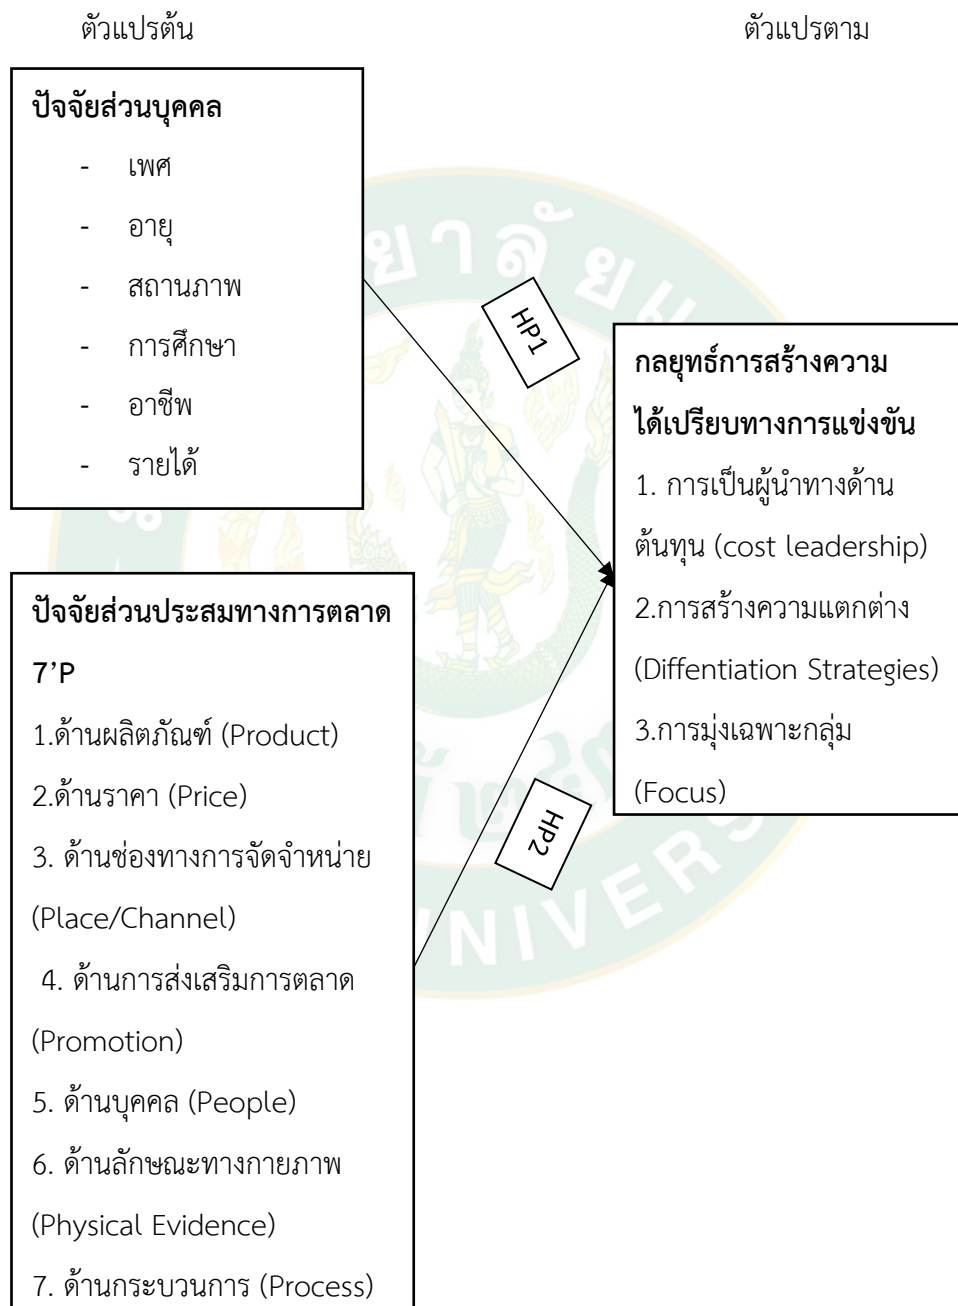 ตัวแปรต้น
ตัวแปรตาม
ปัจจัยส่วนบุคคล
- เพศ
- อายุ
- สถานภาพ
- การศึกษา
- อาชีพ
- รายได้
HP1
กลยุทธ์การสร้างความ
ได้เปรียบทางการแข่งขัน
1. การเป็นผู้นำทางด้าน
ต้นทุน (cost leadership)
2.การสร้างความแตกต่าง
(Diffentiation Strategies)
3.การมุ่งเฉพาะกลุ่ม
(Focus)
ปัจจัยส่วนประสมทางการตลาด
7’P
1.ด้านผลิตภัณฑ์ (Product)
2.ด้านราคา (Price)
3. ด้านช่องทางการจัดจำหน่าย
(Place/Channel)
4. ด้านการส่งเสริมการตลาด
(Promotion)
5. ด้านบุคคล (People)
6. ด้านลักษณะทางกายภาพ
(Physical Evidence)
7. ด้านกระบวนการ (Process)
HP2